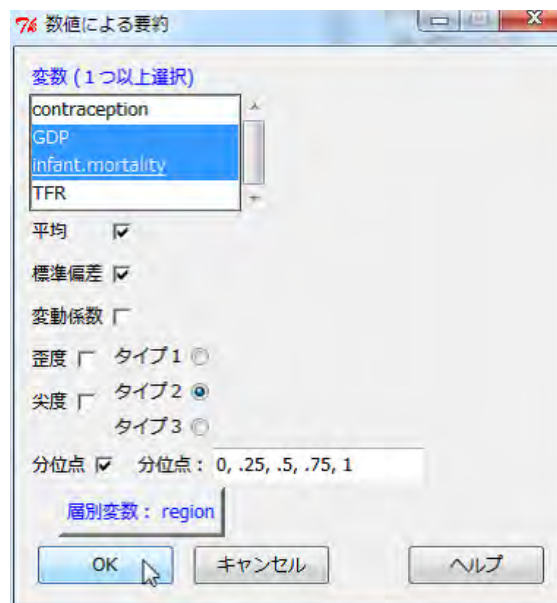 数値による要約
変数 (１つ以上選択)
contraception
GDP
infant.mortality
TFR
平均
標準偏差
変動係数
歪度 タイプ１
尖度 タイプ２
タイプ３
分位点 分位点： 0, .25, .5, .75, 1
層別変数： region
OK キャンセル ヘルプ